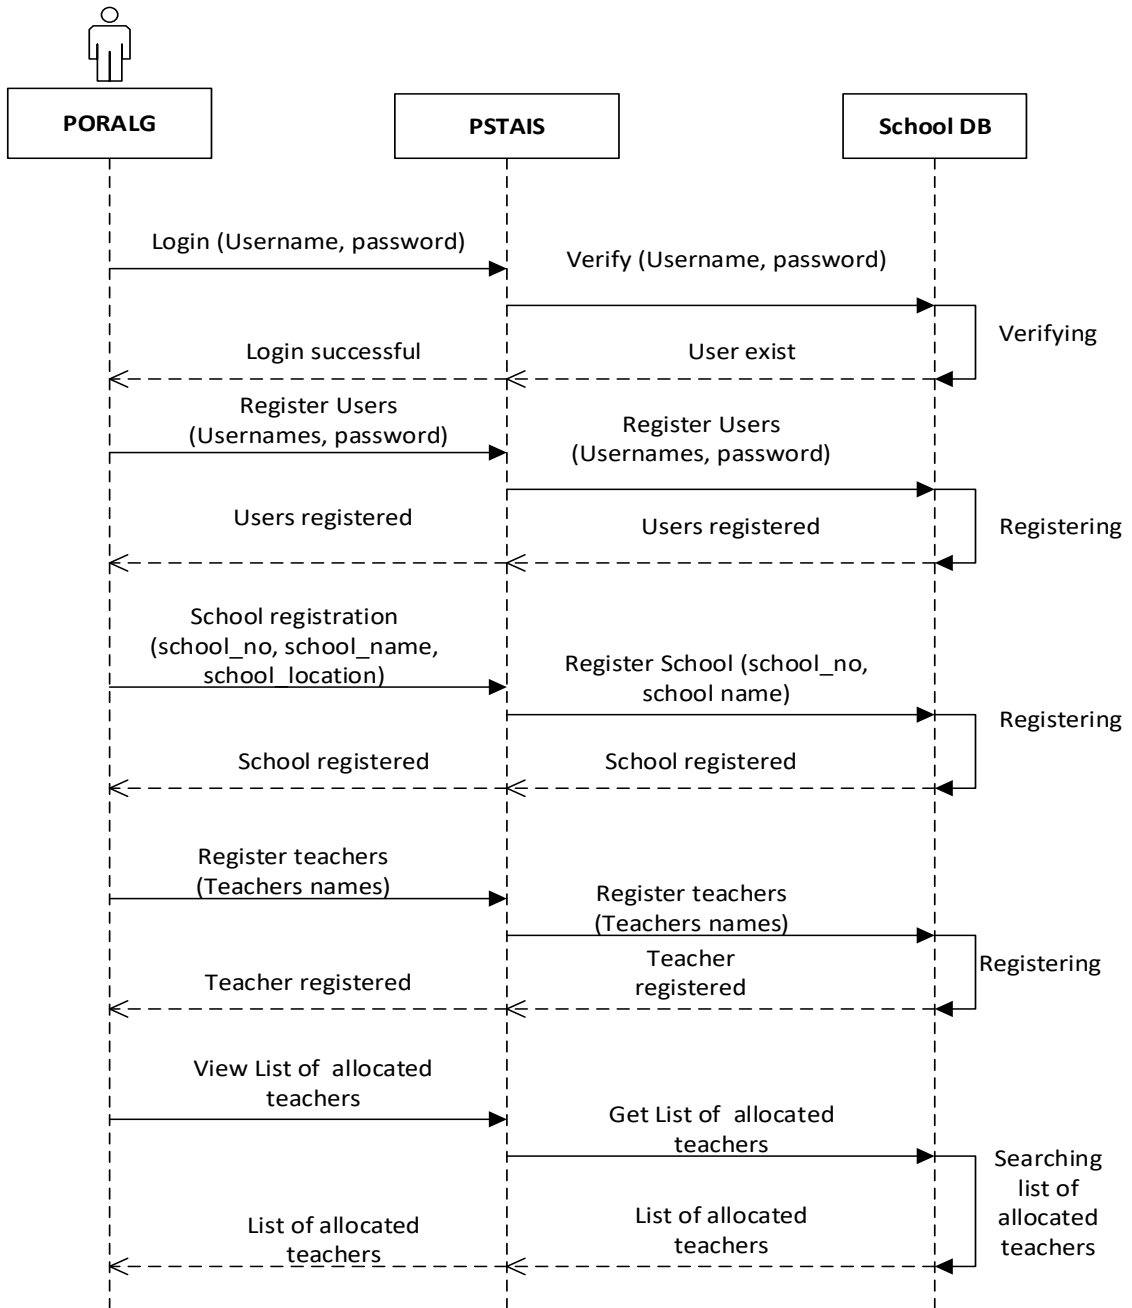 PORALG
PSTAIS
School DB
Login (Username, password)
Verify (Username, password)
Verifying
Login successful
User exist
Register Users
(Usernames, password)
Register Users
(Usernames, password)
Users registered
Users registered
Registering
School registration
(school_no, school_name,
school_location)
Register School (school_no,
school name)
Registering
School registered
School registered
Register teachers
(Teachers names)
Register teachers
(Teachers names)
Registering
Teacher registered
Teacher
registered
View List of  allocated
teachers
Get List of  allocated
teachers
Searching
list of
allocated
teachers
List of allocated
teachers
List of allocated
teachers